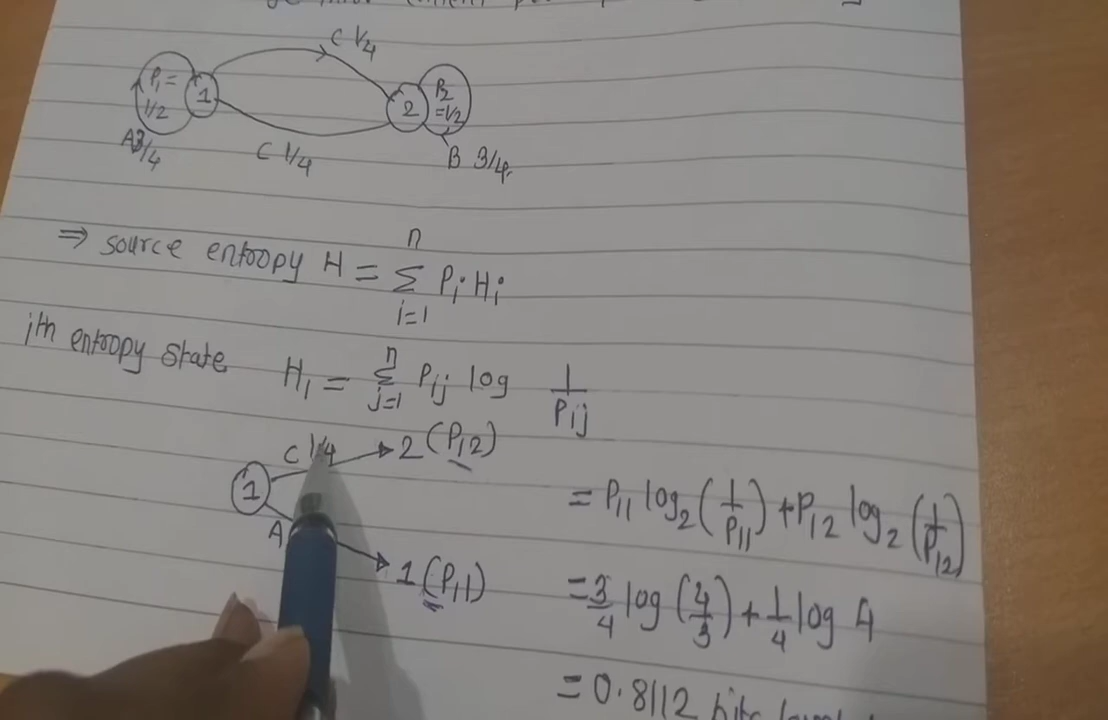 C 1/4
P₁ = 1/2
1
2
P₂ = 1/2
A 3/4
C 1/4
B 3/4
⇒ source entropy H = n Σ i=1 Pi Hi
ith entropy state H₁ = n Σ j=1 Pij log 1/Pij
C 1/4 → 2 (P12)
1
A
1 (P11)
= P11 log₂ (1/P11) + P12 log₂ (1/P12)
= 3/4 log (4/3) + 1/4 log 4
= 0.8112 bits